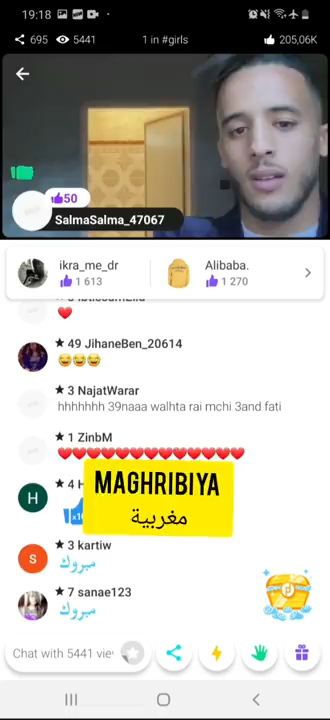 19:18
695 5441 1 in #girls 205,06K
50
SalmaSalma_47067
ikra_me_dr
1 613
Alibaba.
1 270
★ 49 JihaneBen_20614
😂😂😂
★ 3 NajatWarar
hhhhhhh 39naaa walhta rai mchi 3and fati
★ 1 ZinbM
❤❤❤❤❤❤❤❤❤❤❤❤❤
H ★ 4
MAGHRIBIYA
مغربية
S ★ 3 kartiw
مبروك
★ 7 sanae123
مبروك
Chat with 5441